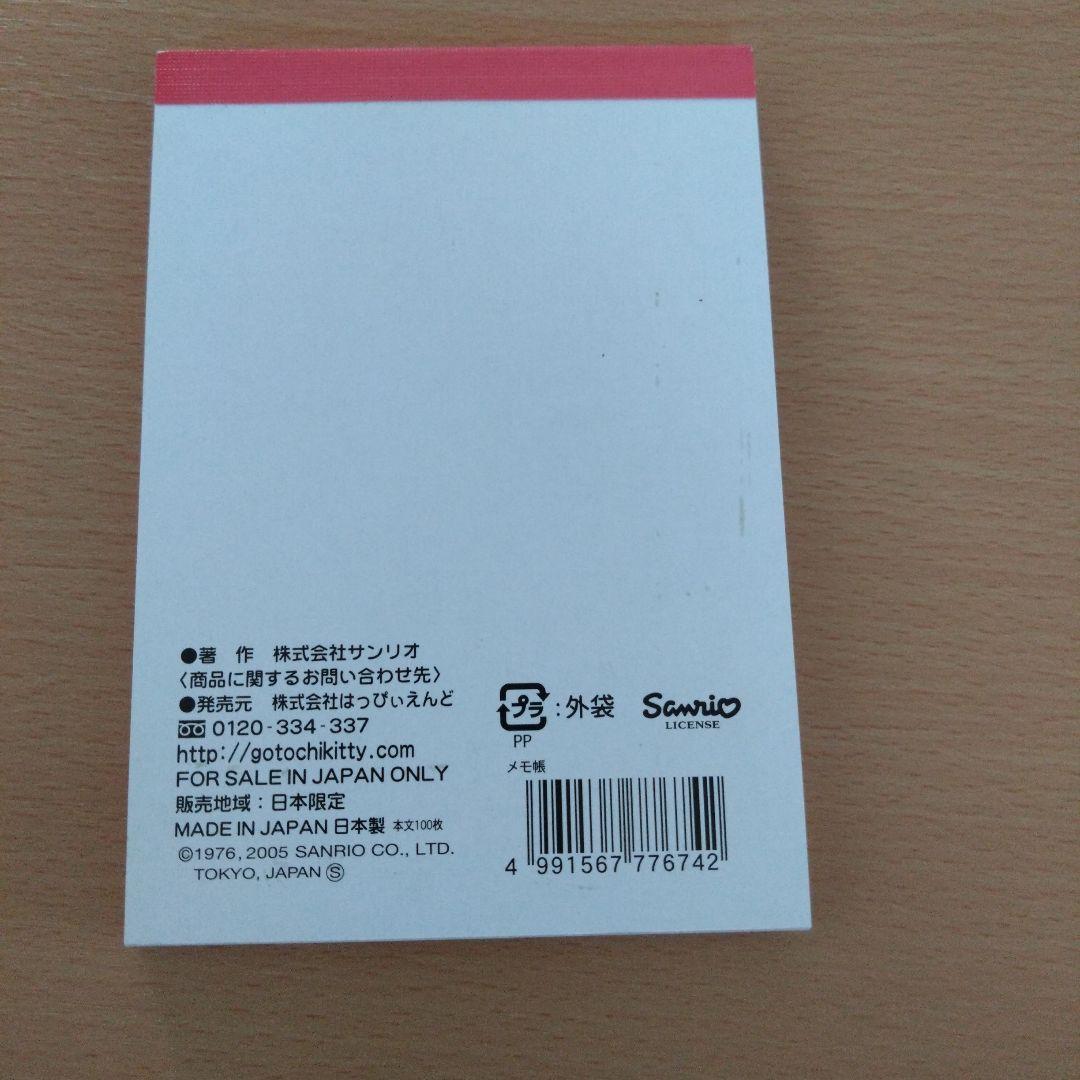 ●著 作 株式会社サンリオ
〈商品に関するお問い合わせ先〉
●発売元 株式会社はっぴぃえんど
0120-334-337
http://gotochikitty.com
FOR SALE IN JAPAN ONLY
販売地域：日本限定
MADE IN JAPAN 日本製 本文100枚
©1976, 2005 SANRIO CO., LTD.
TOKYO, JAPAN Ⓢ
プラ：外袋
PP
Sanrio
LICENSE
メモ帳
4 991567 776742